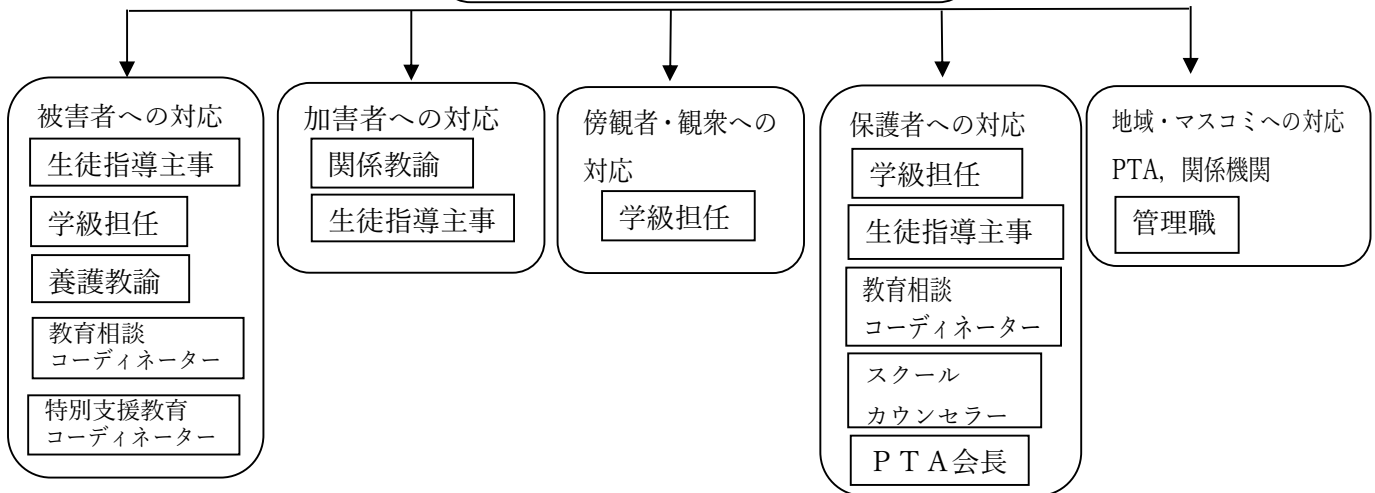 被害者への対応
生徒指導主事
学級担任
養護教諭
教育相談
コーディネーター
特別支援教育
コーディネーター
加害者への対応
関係教諭
生徒指導主事
傍観者・観衆への
対応
学級担任
保護者への対応
学級担任
生徒指導主事
教育相談
コーディネーター
スクール
カウンセラー
ＰＴＡ会長
地域・マスコミへの対応
PTA，関係機関
管理職